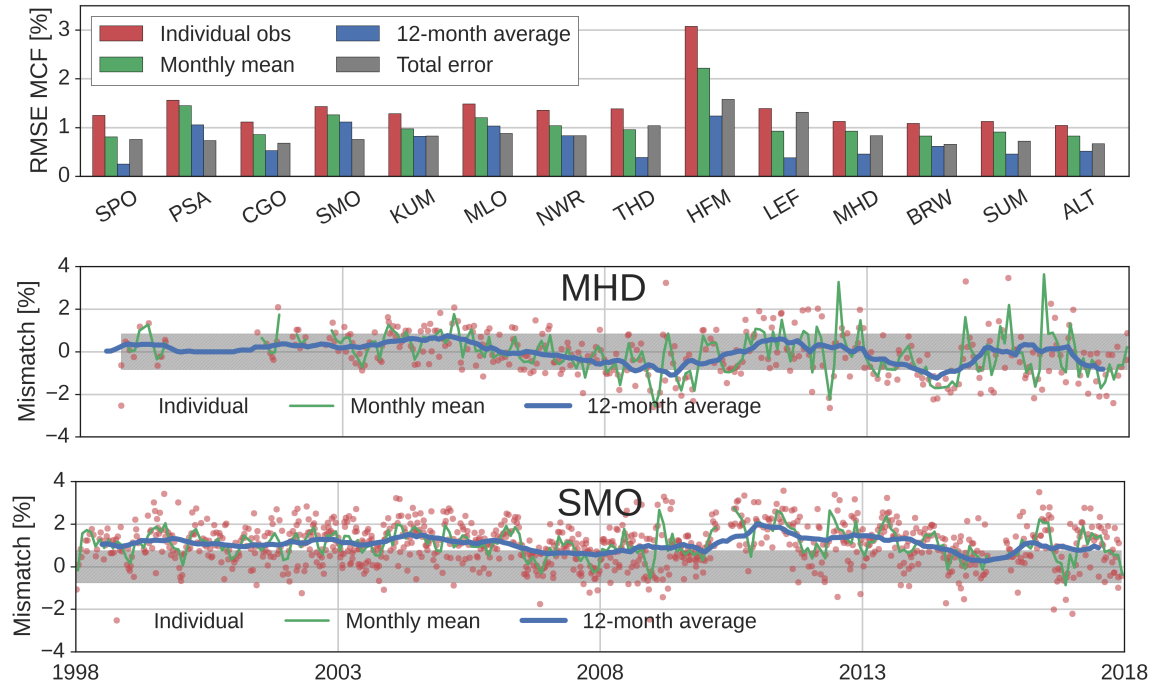 RMSE MCF [%]
3
2
1
0
Individual obs
12-month average
Monthly mean
Total error
SPO PSA CGO SMO KUM MLO NWR THD HFM LEF MHD BRW SUM ALT
Mismatch [%]
4
2
0
−2
−4
MHD
Individual Monthly mean 12-month average
Mismatch [%]
4
2
0
−2
−4
SMO
Individual Monthly mean 12-month average
1998 2003 2008 2013 2018